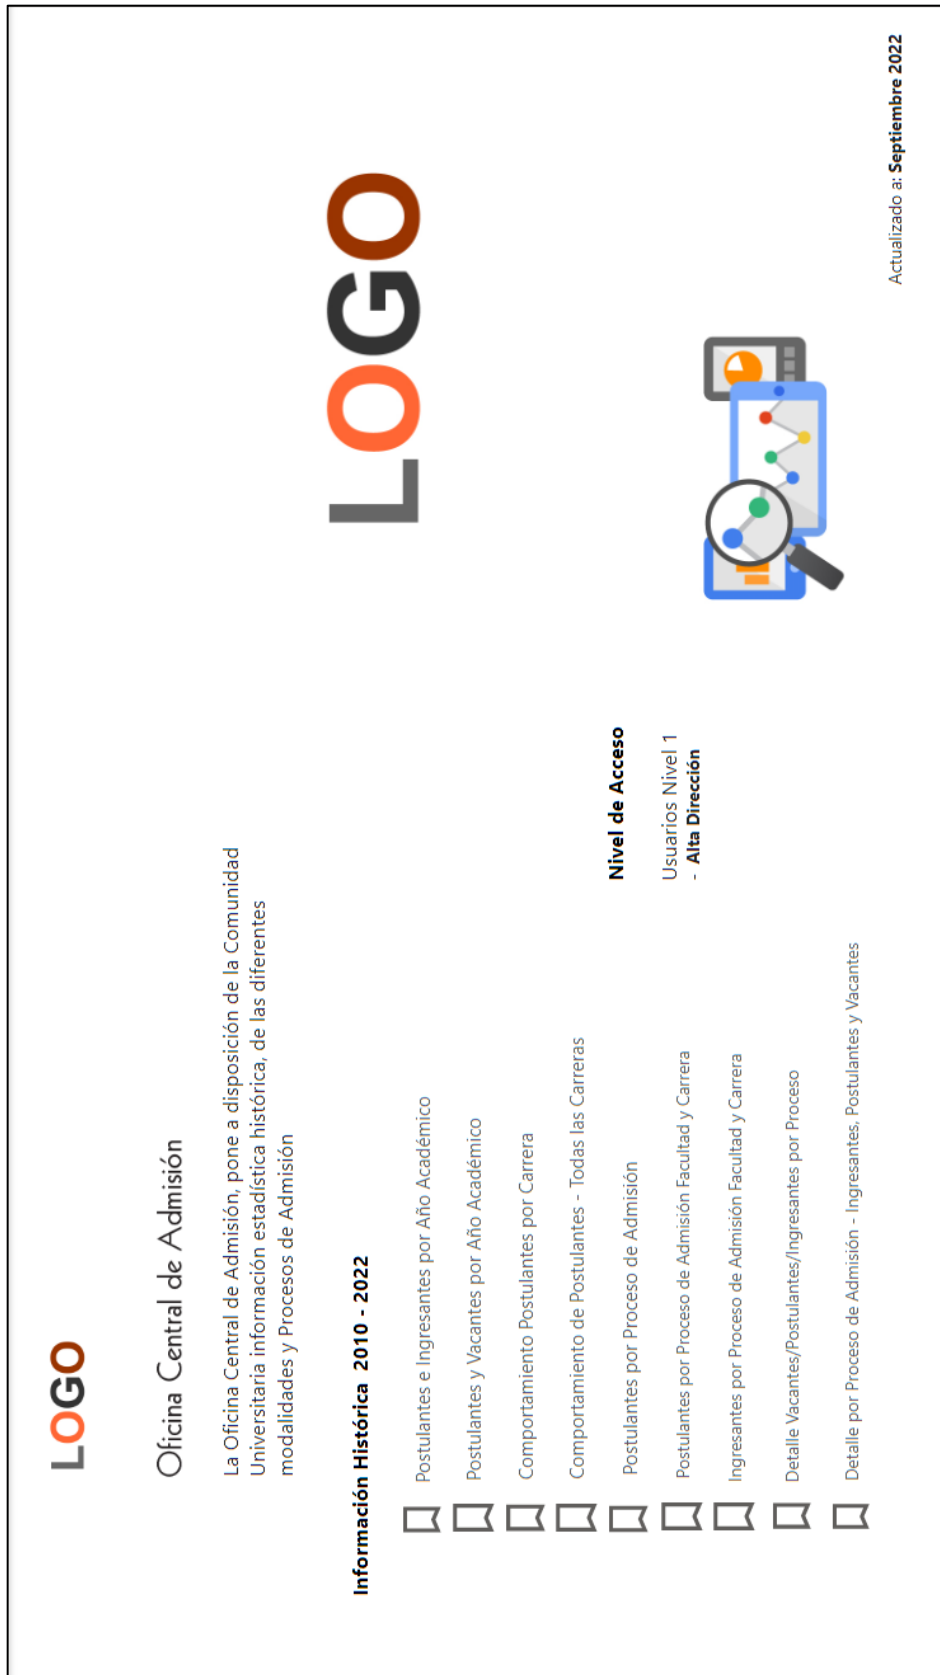 LOGO
Oficina Central de Admisión
La Oficina Central de Admisión, pone a disposición de la Comunidad
Universitaria información estadística histórica, de las diferentes
modalidades y Procesos de Admisión
LOGO
Información Histórica 2010 - 2022
Postulantes e Ingresantes por Año Académico
Postulantes y Vacantes por Año Académico
Comportamiento Postulantes por Carrera
Comportamiento de Postulantes - Todas las Carreras
Postulantes por Proceso de Admisión
Postulantes por Proceso de Admisión Facultad y Carrera
Ingresantes por Proceso de Admisión Facultad y Carrera
Detalle Vacantes/Postulantes/Ingresantes por Proceso
Detalle por Proceso de Admisión - Ingresantes, Postulantes y Vacantes
Nivel de Acceso
Usuarios Nivel 1
- Alta Dirección
Actualizado a: Septiembre 2022